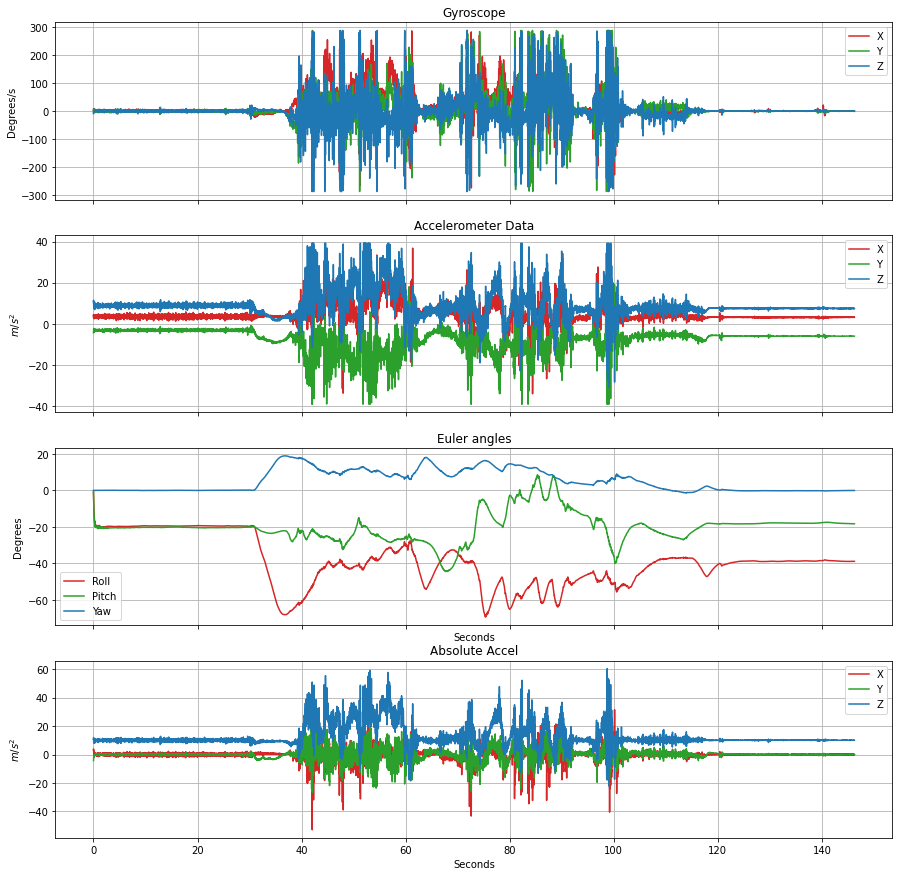 Gyroscope
300
200
100
0
−100
−200
−300
Degrees/s
X
Y
Z
Accelerometer Data
40
20
0
−20
−40
m/s²
X
Y
Z
Euler angles
20
0
−20
−40
−60
Degrees
Roll
Pitch
Yaw
Seconds
Absolute Accel
60
40
20
0
−20
−40
m/s²
X
Y
Z
0 20 40 60 80 100 120 140
Seconds